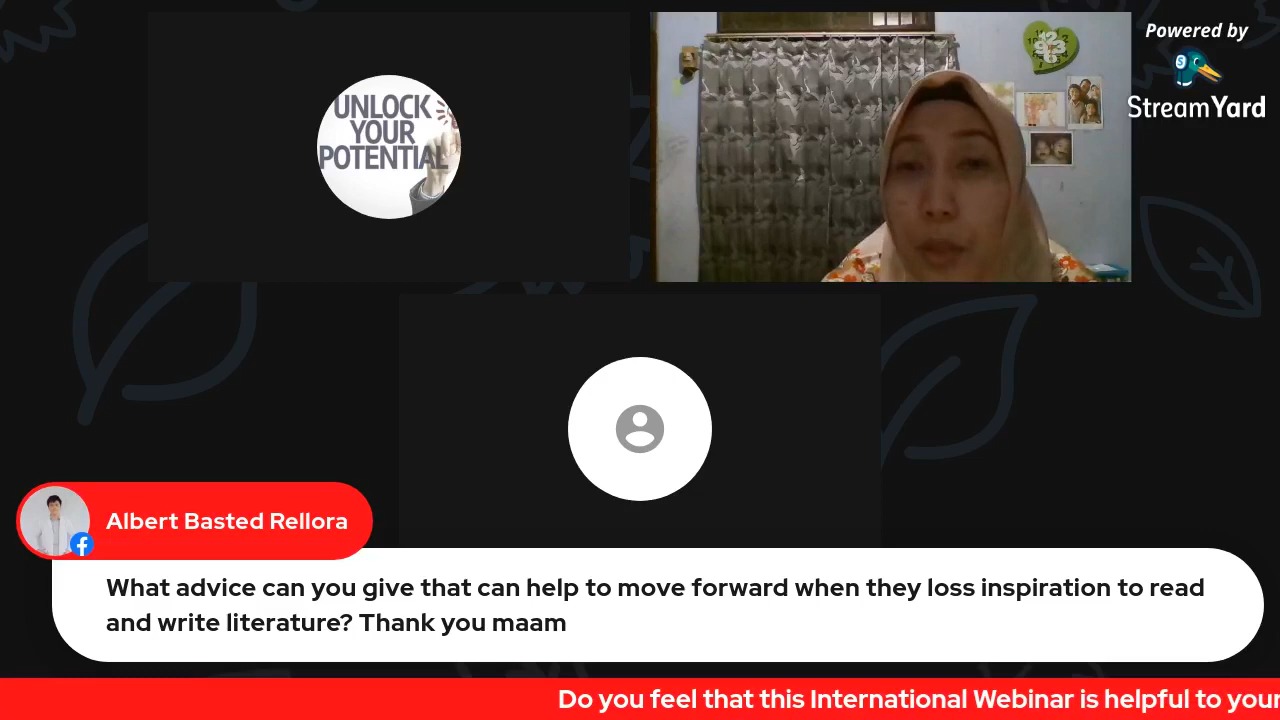 UNLOCK
YOUR
POTENTIAL
Powered by
StreamYard
Albert Basted Rellora
What advice can you give that can help to move forward when they loss inspiration to read
and write literature? Thank you maam
Do you feel that this International Webinar is helpful to your